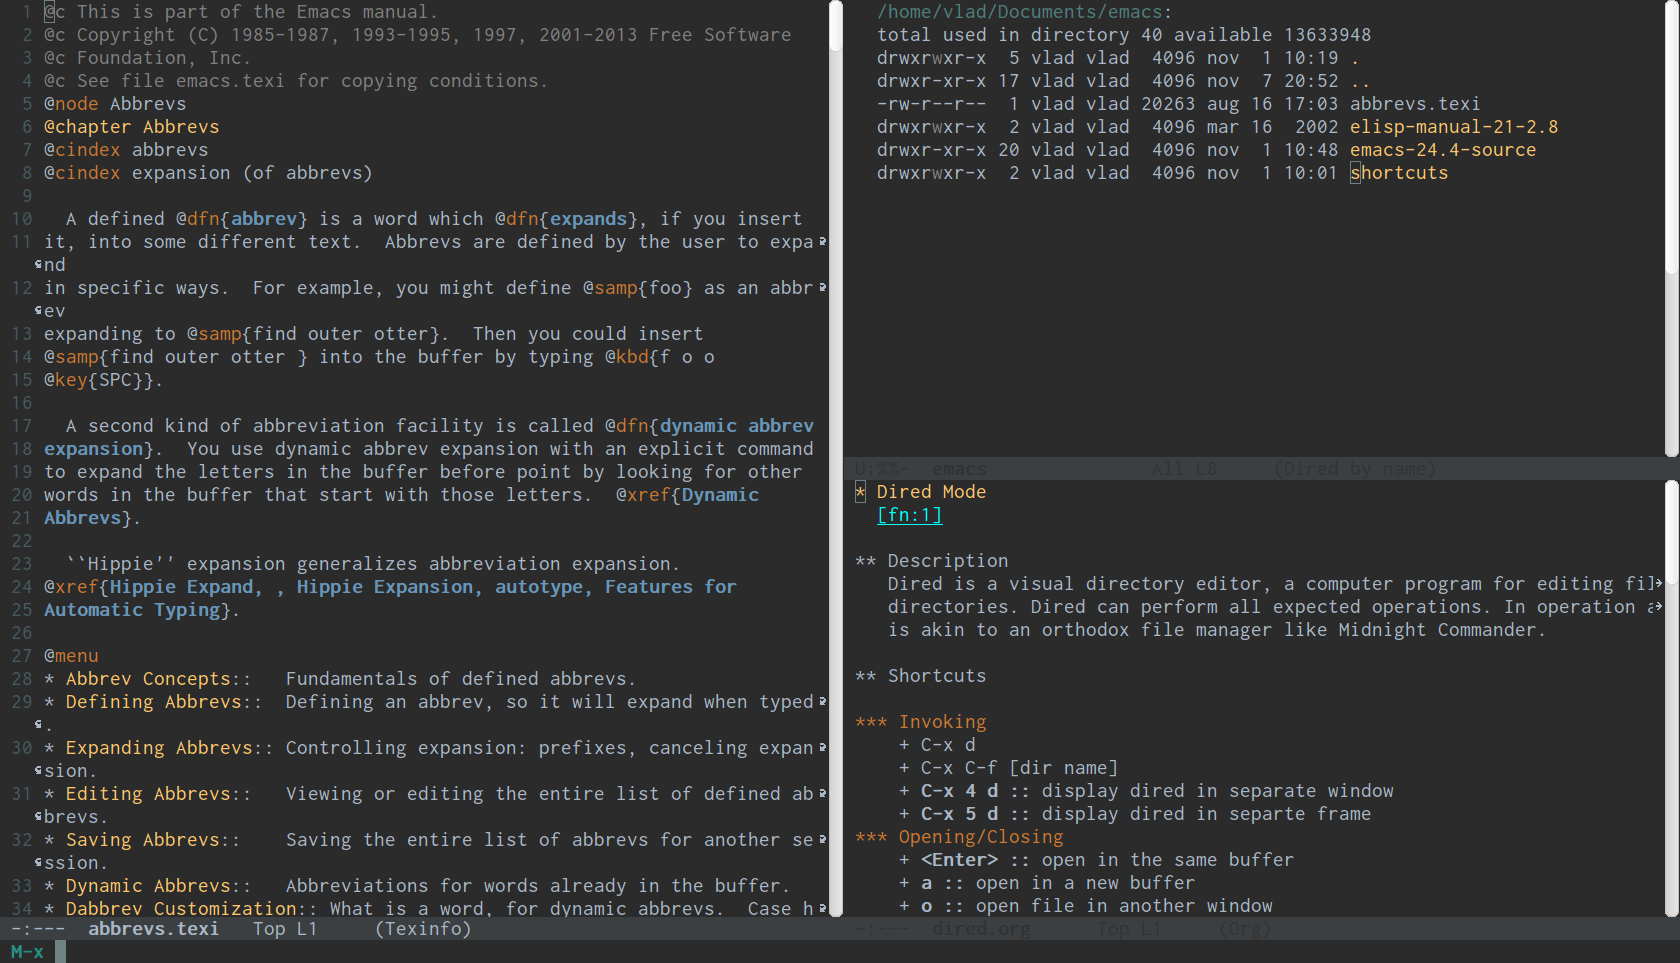 1 @c This is part of the Emacs manual.
2 @c Copyright (C) 1985-1987, 1993-1995, 1997, 2001-2013 Free Software
3 @c Foundation, Inc.
4 @c See file emacs.texi for copying conditions.
5 @node Abbrevs
6 @chapter Abbrevs
7 @cindex abbrevs
8 @cindex expansion (of abbrevs)
9
10   A defined @dfn{abbrev} is a word which @dfn{expands}, if you insert
11 it, into some different text.  Abbrevs are defined by the user to expa
nd
12 in specific ways.  For example, you might define @samp{foo} as an abbr
ev
13 expanding to @samp{find outer otter}.  Then you could insert
14 @samp{find outer otter } into the buffer by typing @kbd{f o o
15 @key{SPC}}.
16
17   A second kind of abbreviation facility is called @dfn{dynamic abbrev
18 expansion}.  You use dynamic abbrev expansion with an explicit command
19 to expand the letters in the buffer before point by looking for other
20 words in the buffer that start with those letters.  @xref{Dynamic
21 Abbrevs}.
22
23   ``Hippie'' expansion generalizes abbreviation expansion.
24 @xref{Hippie Expand, , Hippie Expansion, autotype, Features for
25 Automatic Typing}.
26
27 @menu
28 * Abbrev Concepts::   Fundamentals of defined abbrevs.
29 * Defining Abbrevs::  Defining an abbrev, so it will expand when typed
.
30 * Expanding Abbrevs:: Controlling expansion: prefixes, canceling expan
sion.
31 * Editing Abbrevs::   Viewing or editing the entire list of defined ab
brevs.
32 * Saving Abbrevs::    Saving the entire list of abbrevs for another se
ssion.
33 * Dynamic Abbrevs::   Abbreviations for words already in the buffer.
34 * Dabbrev Customization:: What is a word, for dynamic abbrevs.  Case h
-:---  abbrevs.texi   Top L1     (Texinfo)
/home/vlad/Documents/emacs:
total used in directory 40 available 13633948
drwxrwxr-x  5 vlad vlad  4096 nov  1 10:19 .
drwxr-xr-x 17 vlad vlad  4096 nov  7 20:52 ..
-rw-r--r--  1 vlad vlad 20263 aug 16 17:03 abbrevs.texi
drwxrwxr-x  2 vlad vlad  4096 mar 16  2002 elisp-manual-21-2.8
drwxr-xr-x 20 vlad vlad  4096 nov  1 10:48 emacs-24.4-source
drwxrwxr-x  2 vlad vlad  4096 nov  1 10:01 shortcuts
U:%%-  emacs               All L8     (Dired by name)
* Dired Mode
[fn:1]
** Description
Dired is a visual directory editor, a computer program for editing fil
directories. Dired can perform all expected operations. In operation a
is akin to an orthodox file manager like Midnight Commander.
** Shortcuts
*** Invoking
+ C-x d
+ C-x C-f [dir name]
+ C-x 4 d :: display dired in separate window
+ C-x 5 d :: display dired in separte frame
*** Opening/Closing
+ <Enter> :: open in the same buffer
+ a :: open in a new buffer
+ o :: open file in another window
-:---  dired.org      Top L1     (Org)
M-x